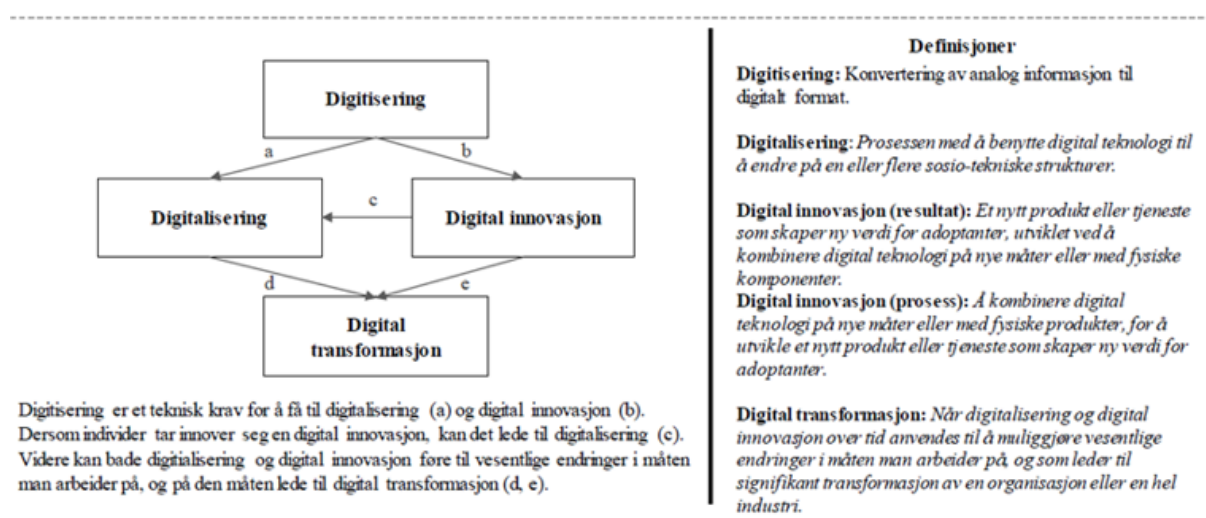 Digitisering
a
b
Digitalisering
c
Digital innovasjon
d
e
Digital
transformasjon
Digitisering er et teknisk krav for å få til digitalisering (a) og digital innovasjon (b).
Dersom individer tar innover seg en digital innovasjon, kan det lede til digitalisering (c).
Videre kan bade digitialisering og digital innovasjon føre til vesentlige endringer i måten
man arbeider på, og på den måten lede til digital transformasjon (d, e).
Definisjoner
Digitisering: Konvertering av analog informasjon til
digitalt format.
Digitalisering: Prosessen med å benytte digital teknologi til
å endre på en eller flere sosio-tekniske strukturer.
Digital innovasjon (resultat): Et nytt produkt eller tjeneste
som skaper ny verdi for adoptanter, utviklet ved å
kombinere digital teknologi på nye måter eller med fysiske
komponenter.
Digital innovasjon (prosess): Å kombinere digital
teknologi på nye måter eller med fysiske produkter, for å
utvikle et nytt produkt eller tjeneste som skaper ny verdi for
adoptanter.
Digital transformasjon: Når digitalisering og digital
innovasjon over tid anvendes til å muliggjøre vesentlige
endringer i måten man arbeider på, og som leder til
signifikant transformasjon av en organisasjon eller en hel
industri.